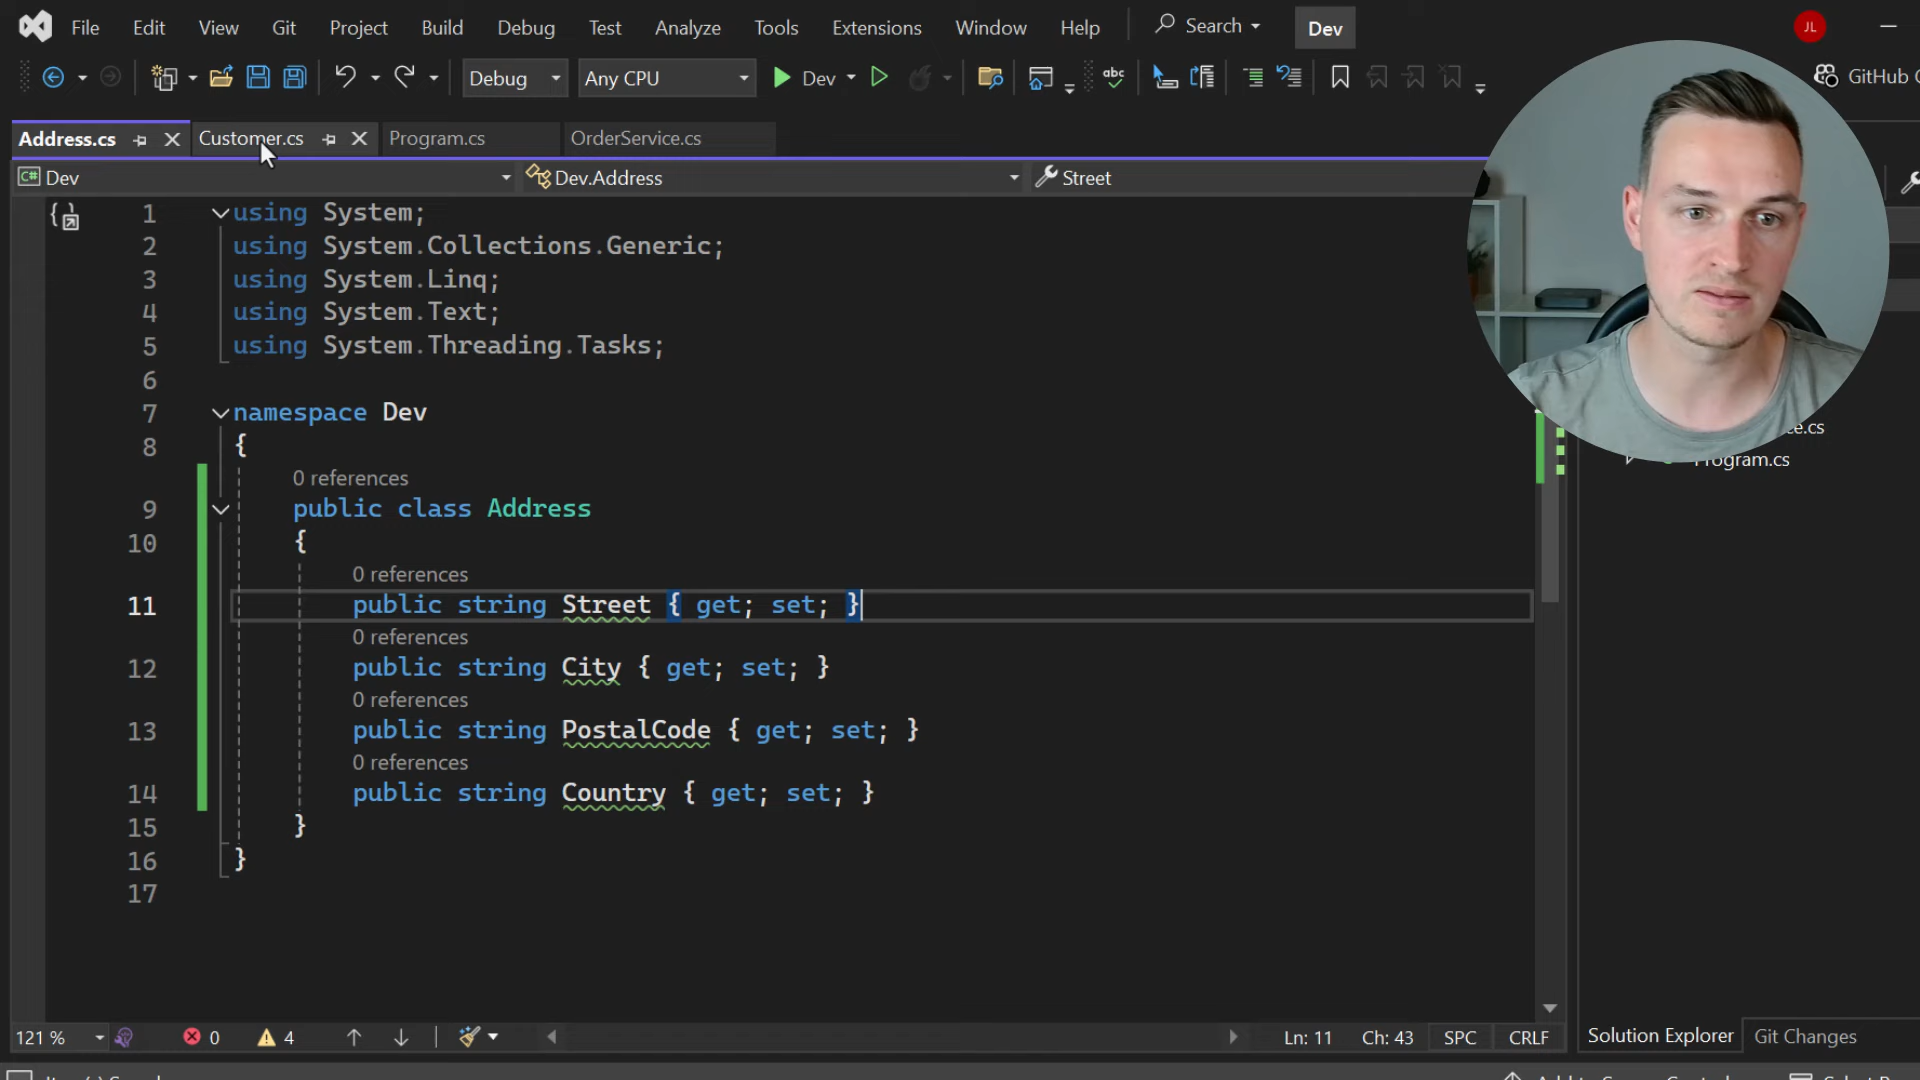 File Edit View Git Project Build Debug Test Analyze Tools Extensions Window Help Search Dev JL
Debug Any CPU Dev abc GitHub
Address.cs Customer.cs Program.cs OrderService.cs
C# Dev Dev.Address Street
1 using System;
2 using System.Collections.Generic;
3 using System.Linq;
4 using System.Text;
5 using System.Threading.Tasks;
6
7 namespace Dev
8 {
0 references
9 public class Address
10 {
0 references
11 public string Street { get; set; }
0 references
12 public string City { get; set; }
0 references
13 public string PostalCode { get; set; }
0 references
14 public string Country { get; set; }
15 }
16 }
17
Program.cs
121 % 0 4 Ln: 11 Ch: 43 SPC CRLF
Solution Explorer Git Changes